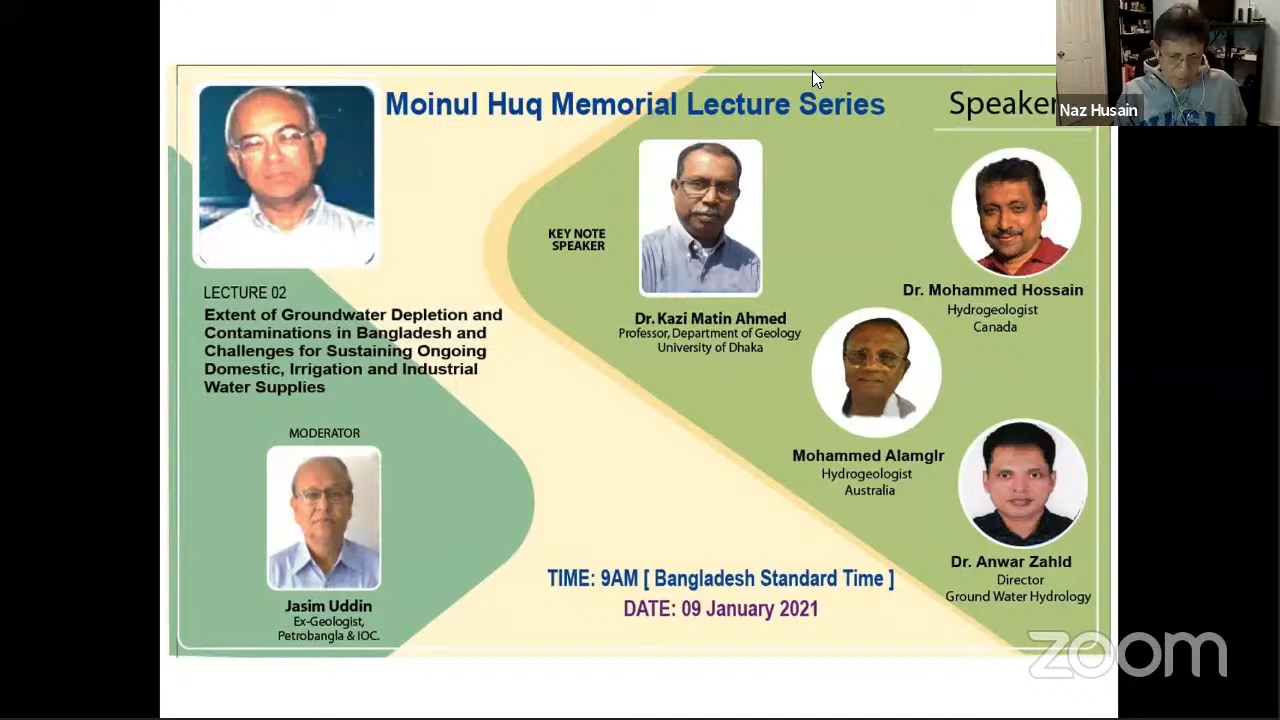 Moinul Huq Memorial Lecture Series
Speaker
Naz Husain
LECTURE 02
Extent of Groundwater Depletion and
Contaminations in Bangladesh and
Challenges for Sustaining Ongoing
Domestic, Irrigation and Industrial
Water Supplies
MODERATOR
Jasim Uddin
Ex-Geologist,
Petrobangla & IOC.
KEY NOTE
SPEAKER
Dr. Kazi Matin Ahmed
Professor, Department of Geology
University of Dhaka
Dr. Mohammed Hossain
Hydrogeologist
Canada
Mohammed Alamgir
Hydrogeologist
Australia
Dr. Anwar Zahid
Director
Ground Water Hydrology
TIME: 9AM [ Bangladesh Standard Time ]
DATE: 09 January 2021
zoom